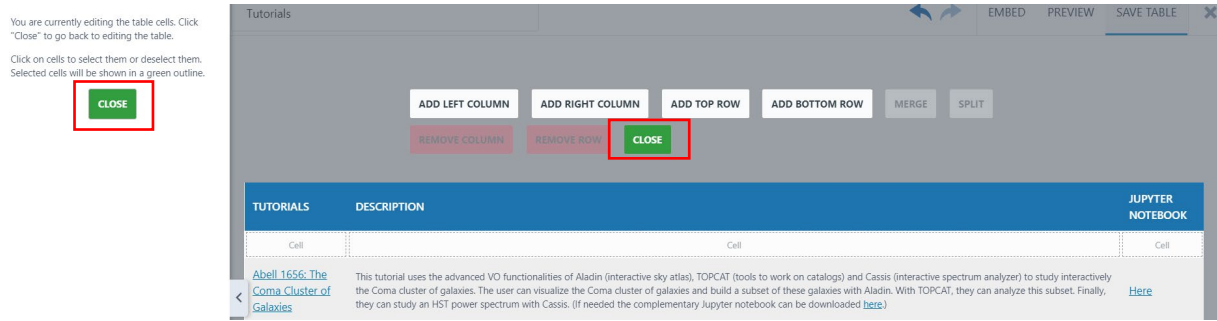 You are currently editing the table cells. Click
"Close" to go back to editing the table.
Click on cells to select them or deselect them.
Selected cells will be shown in a green outline.
CLOSE
Tutorials
EMBED PREVIEW SAVE TABLE
ADD LEFT COLUMN ADD RIGHT COLUMN ADD TOP ROW ADD BOTTOM ROW MERGE SPLIT
REMOVE COLUMN REMOVE ROW CLOSE
TUTORIALS DESCRIPTION JUPYTER
NOTEBOOK
Cell Cell Cell
Abell 1656: The
Coma Cluster of
Galaxies
This tutorial uses the advanced VO functionalities of Aladin (interactive sky atlas), TOPCAT (tools to work on catalogs) and Cassis (interactive spectrum analyzer) to study interactively
the Coma cluster of galaxies. The user can visualize the Coma cluster of galaxies and build a subset of these galaxies with Aladin. With TOPCAT, they can analyze this subset. Finally,
they can study an HST power spectrum with Cassis. (If needed the complementary Jupyter notebook can be downloaded here.)
Here